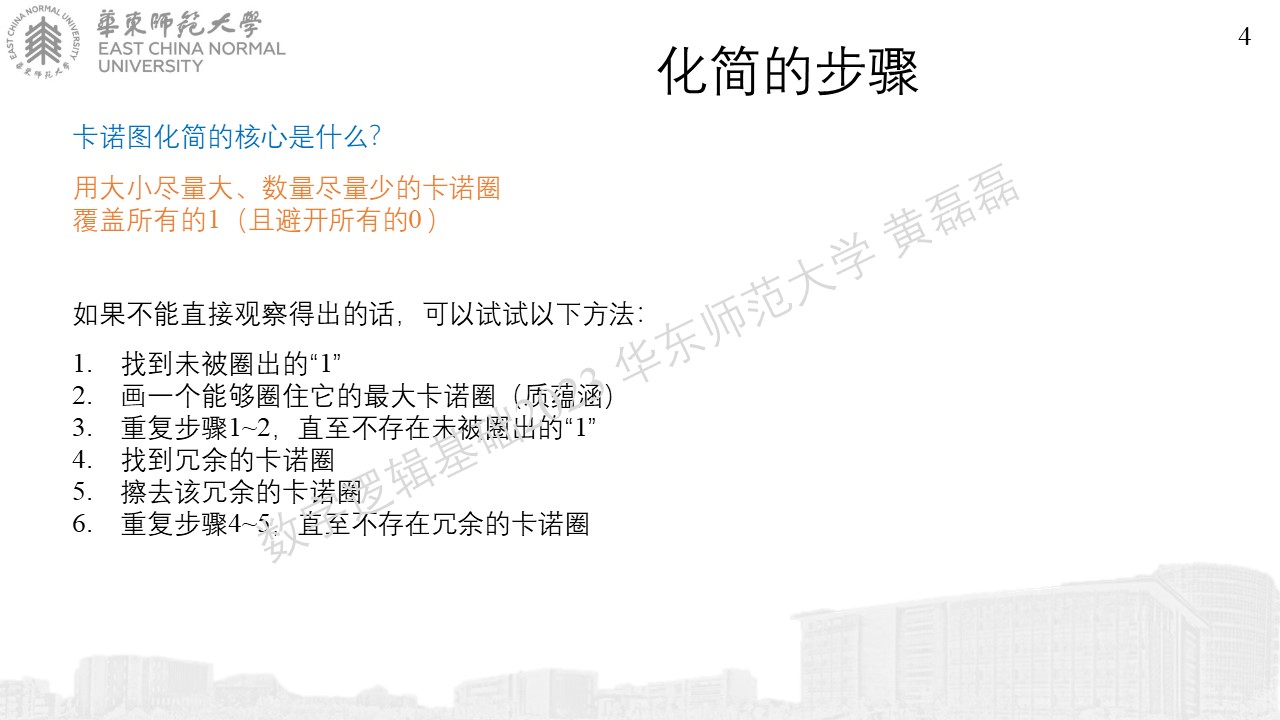 華東師範大學
EAST CHINA NORMAL
UNIVERSITY
EAST CHINA NORMAL UNIVERSITY
華東師范大學
4
化简的步骤
卡诺图化简的核心是什么？
用大小尽量大、数量尽量少的卡诺圈
覆盖所有的1（且避开所有的0 ）
如果不能直接观察得出的话，可以试试以下方法：
1. 找到未被圈出的“1”
2. 画一个能够圈住它的最大卡诺圈（质蕴涵）
3. 重复步骤1~2，直至不存在未被圈出的“1”
4. 找到冗余的卡诺圈
5. 擦去该冗余的卡诺圈
6. 重复步骤4~5，直至不存在冗余的卡诺圈
数字逻辑基础2023 华东师范大学 黄磊磊